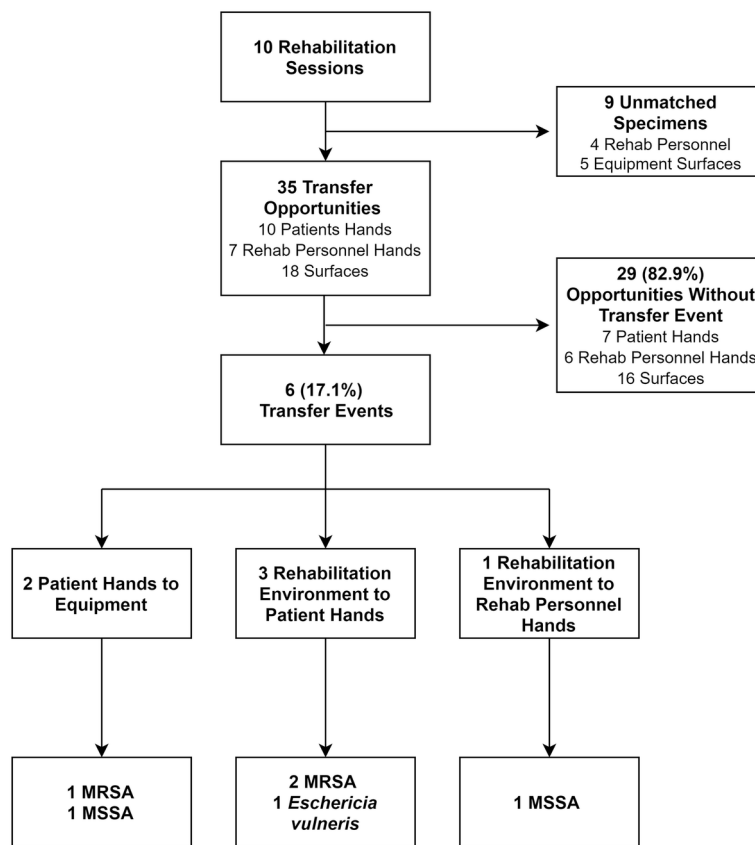 10 Rehabilitation
Sessions
9 Unmatched
Specimens
4 Rehab Personnel
5 Equipment Surfaces
35 Transfer
Opportunities
10 Patients Hands
7 Rehab Personnel Hands
18 Surfaces
29 (82.9%)
Opportunities Without
Transfer Event
7 Patient Hands
6 Rehab Personnel Hands
16 Surfaces
6 (17.1%)
Transfer Events
2 Patient Hands to
Equipment
3 Rehabilitation
Environment to
Patient Hands
1 Rehabilitation
Environment to
Rehab Personnel
Hands
1 MRSA
1 MSSA
2 MRSA
1 Eschericia
vulneris
1 MSSA